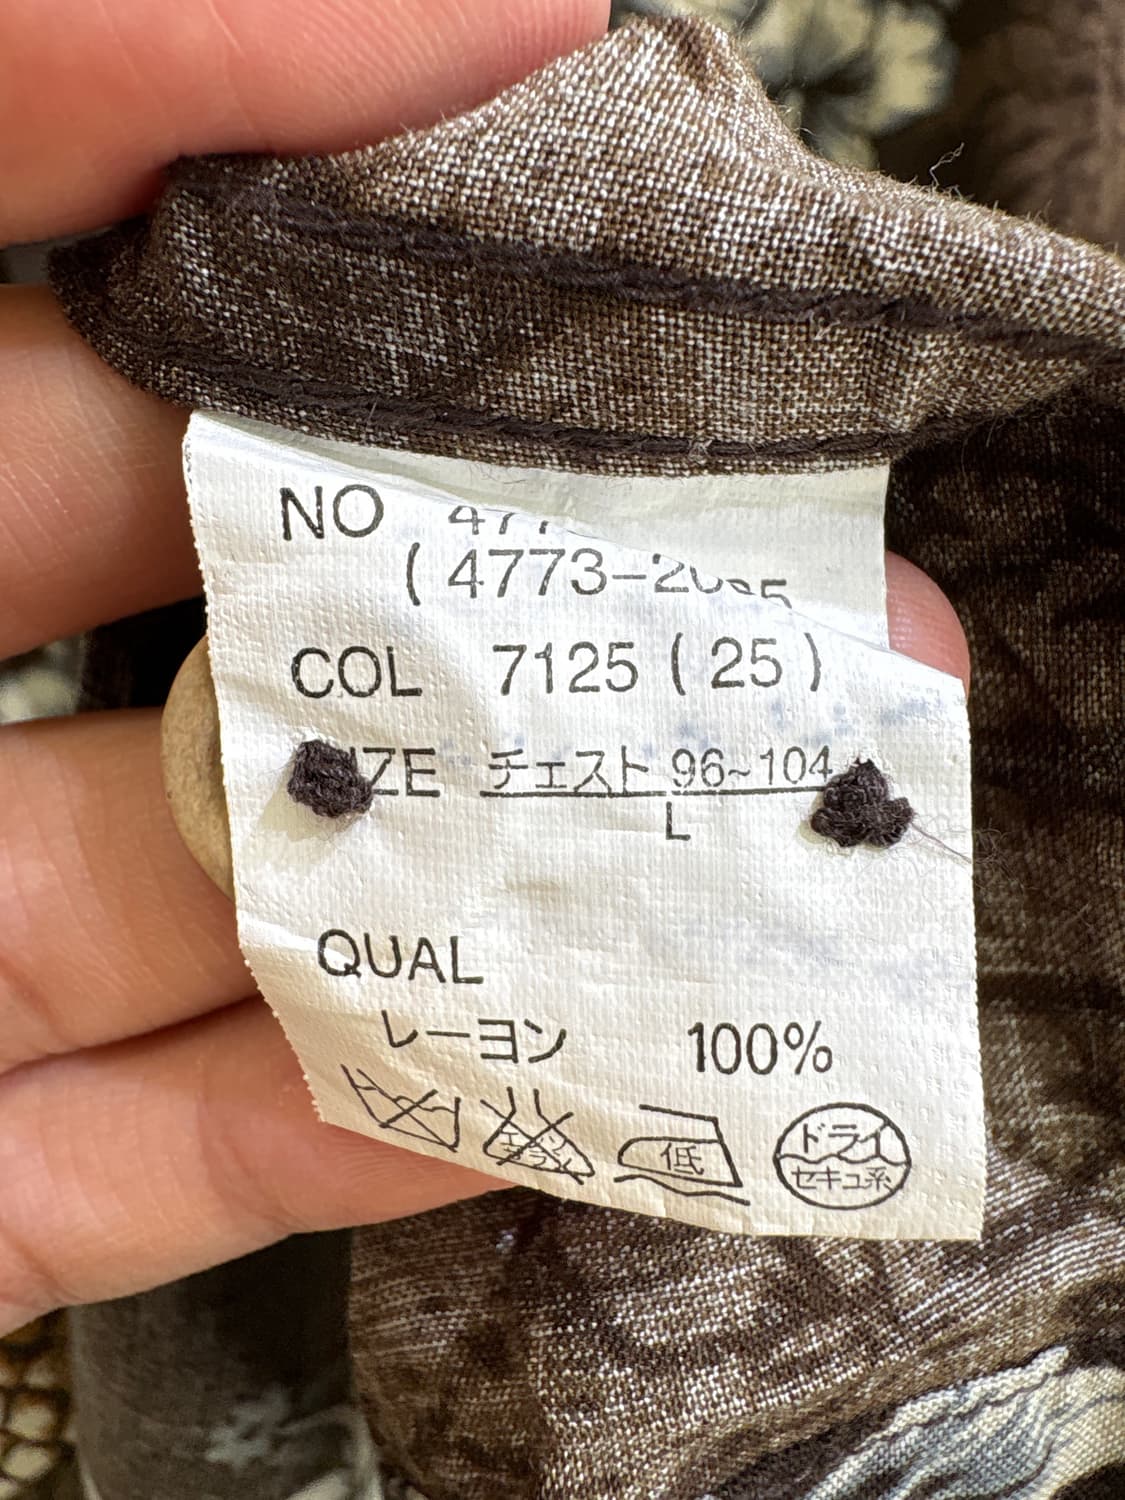 NO
( 4773-20
COL 7125 ( 25 )
チェスト 96~104
L
QUAL
レーヨン 100%
低
ドライ
セキユ系